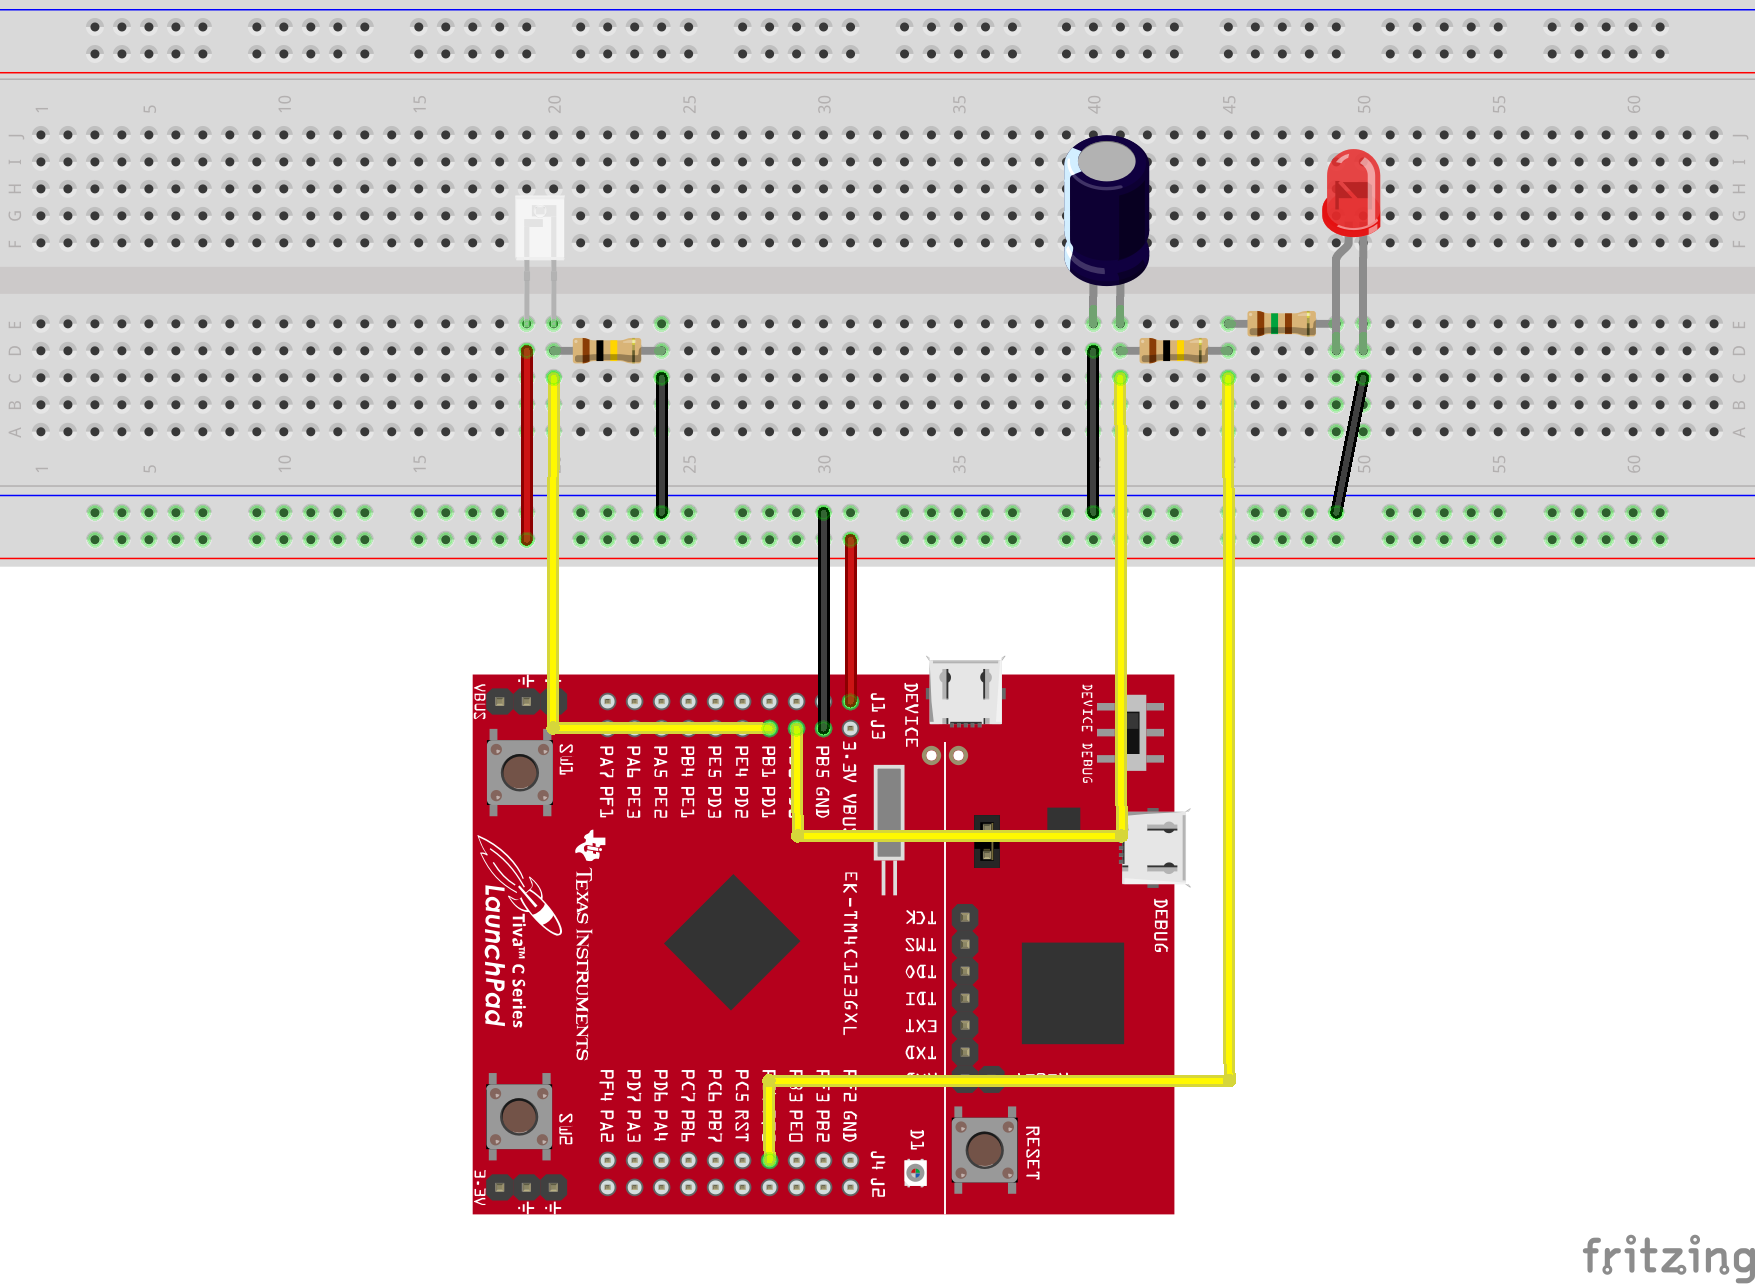 1 5 10 15 20 25 30 35 40 45 50 55 60
J J
I I
H H
G G
F F
E E
D D
C C
B B
A A
1 5 10 15 25 30 35 50 55 60
VBUS
SW1
PA7 PF1
PA6 PE3
PA5 PE2
PB4 PE1
PE5 PD3
PE4 PD2
PB1 PD1
PB5 GND
3.3V VBUS
J1 J3
DEVICE
DEVICE DEBUG
DEBUG
LaunchPad
Tiva™ C Series
TEXAS INSTRUMENTS
EK-TM4C123GXL
TCK
TMS
TDO
TDI
EXT
TXD
PF4 PA2
PD7 PA3
PD6 PA4
PC7 PB6
PC6 PB7
PC5 RST
PE0
PF3 PB2
PF2 GND
J4 J2
D1
RESET
SW2
3.3V
fritzing